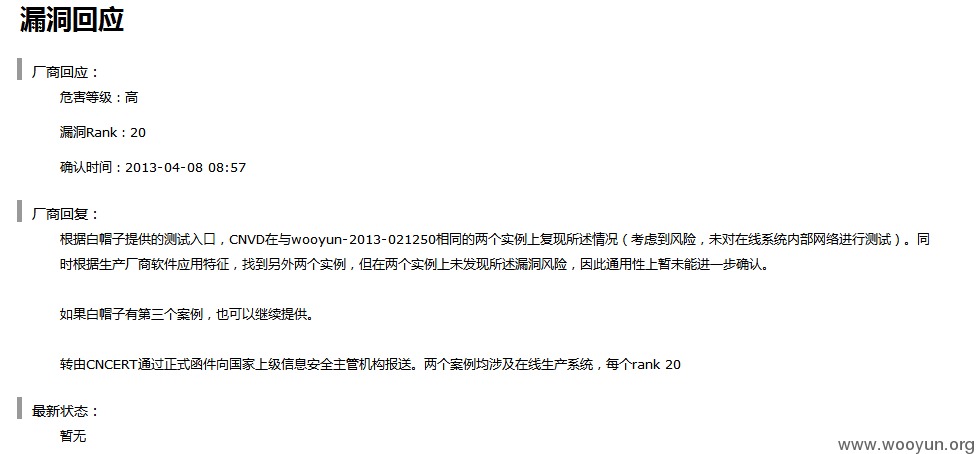 漏洞回应
厂商回应：
危害等级：高
漏洞Rank：20
确认时间：2013-04-08 08:57
厂商回复：
根据白帽子提供的测试入口，CNVD在与wooyun-2013-021250相同的两个实例上复现所述情况（考虑到风险，未对在线系统内部网络进行测试）。同
时根据生产厂商软件应用特征，找到另外两个实例，但在两个实例上未发现所述漏洞风险，因此通用性上暂未能进一步确认。
如果白帽子有第三个案例，也可以继续提供。
转由CNCERT通过正式函件向国家上级信息安全主管机构报送。两个案例均涉及在线生产系统，每个rank 20
最新状态：
暂无
www.wooyun.org